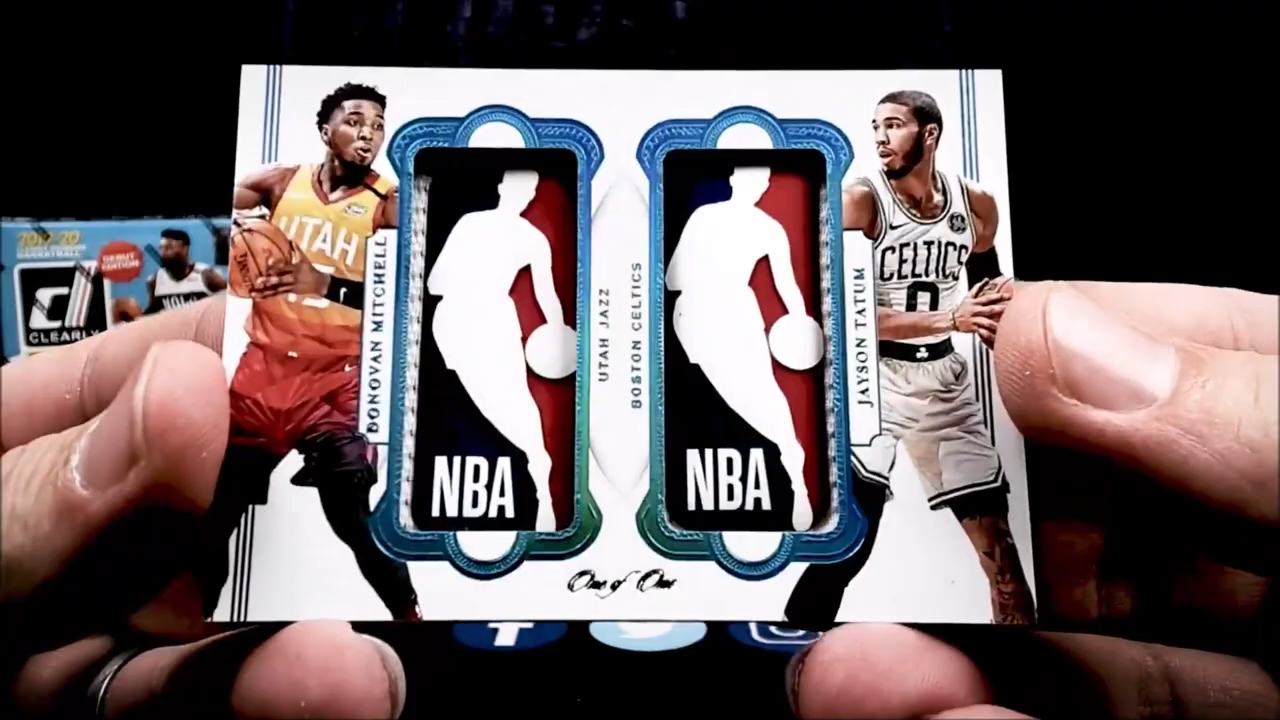 2019-20
BASKETBALL
DEBUT
EDITION
CLEARLY
UTAH
DONOVAN MITCHELL
NBA
UTAH JAZZ
BOSTON CELTICS
NBA
JAYSON TATUM
CELTICS
0
One of One